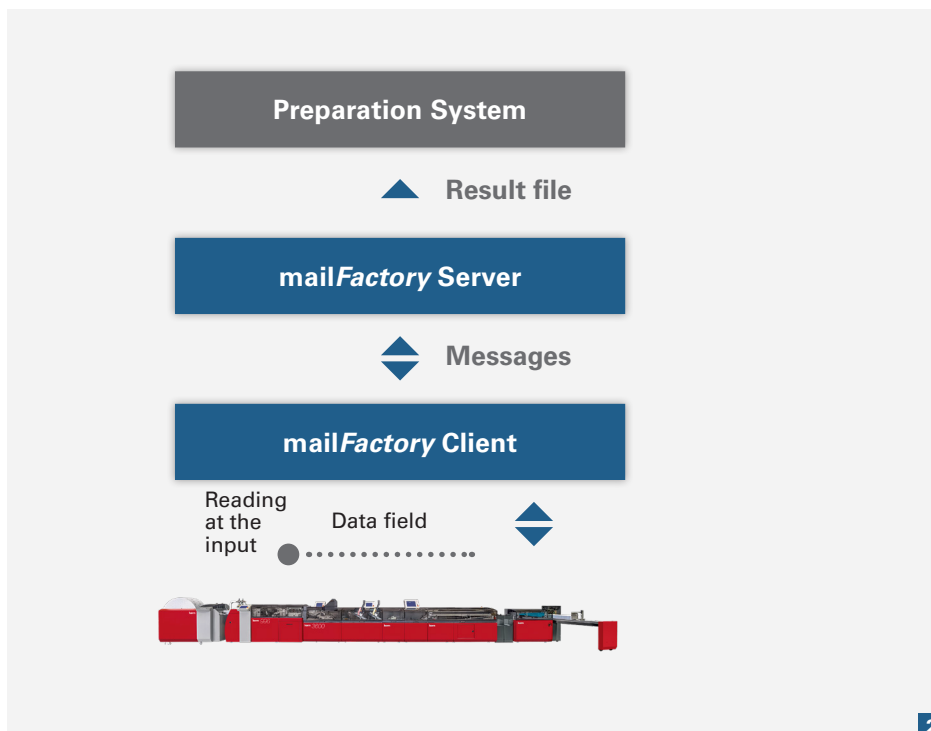 Preparation System
Result file
mailFactory Server
Messages
mailFactory Client
Reading
at the
input
Data field